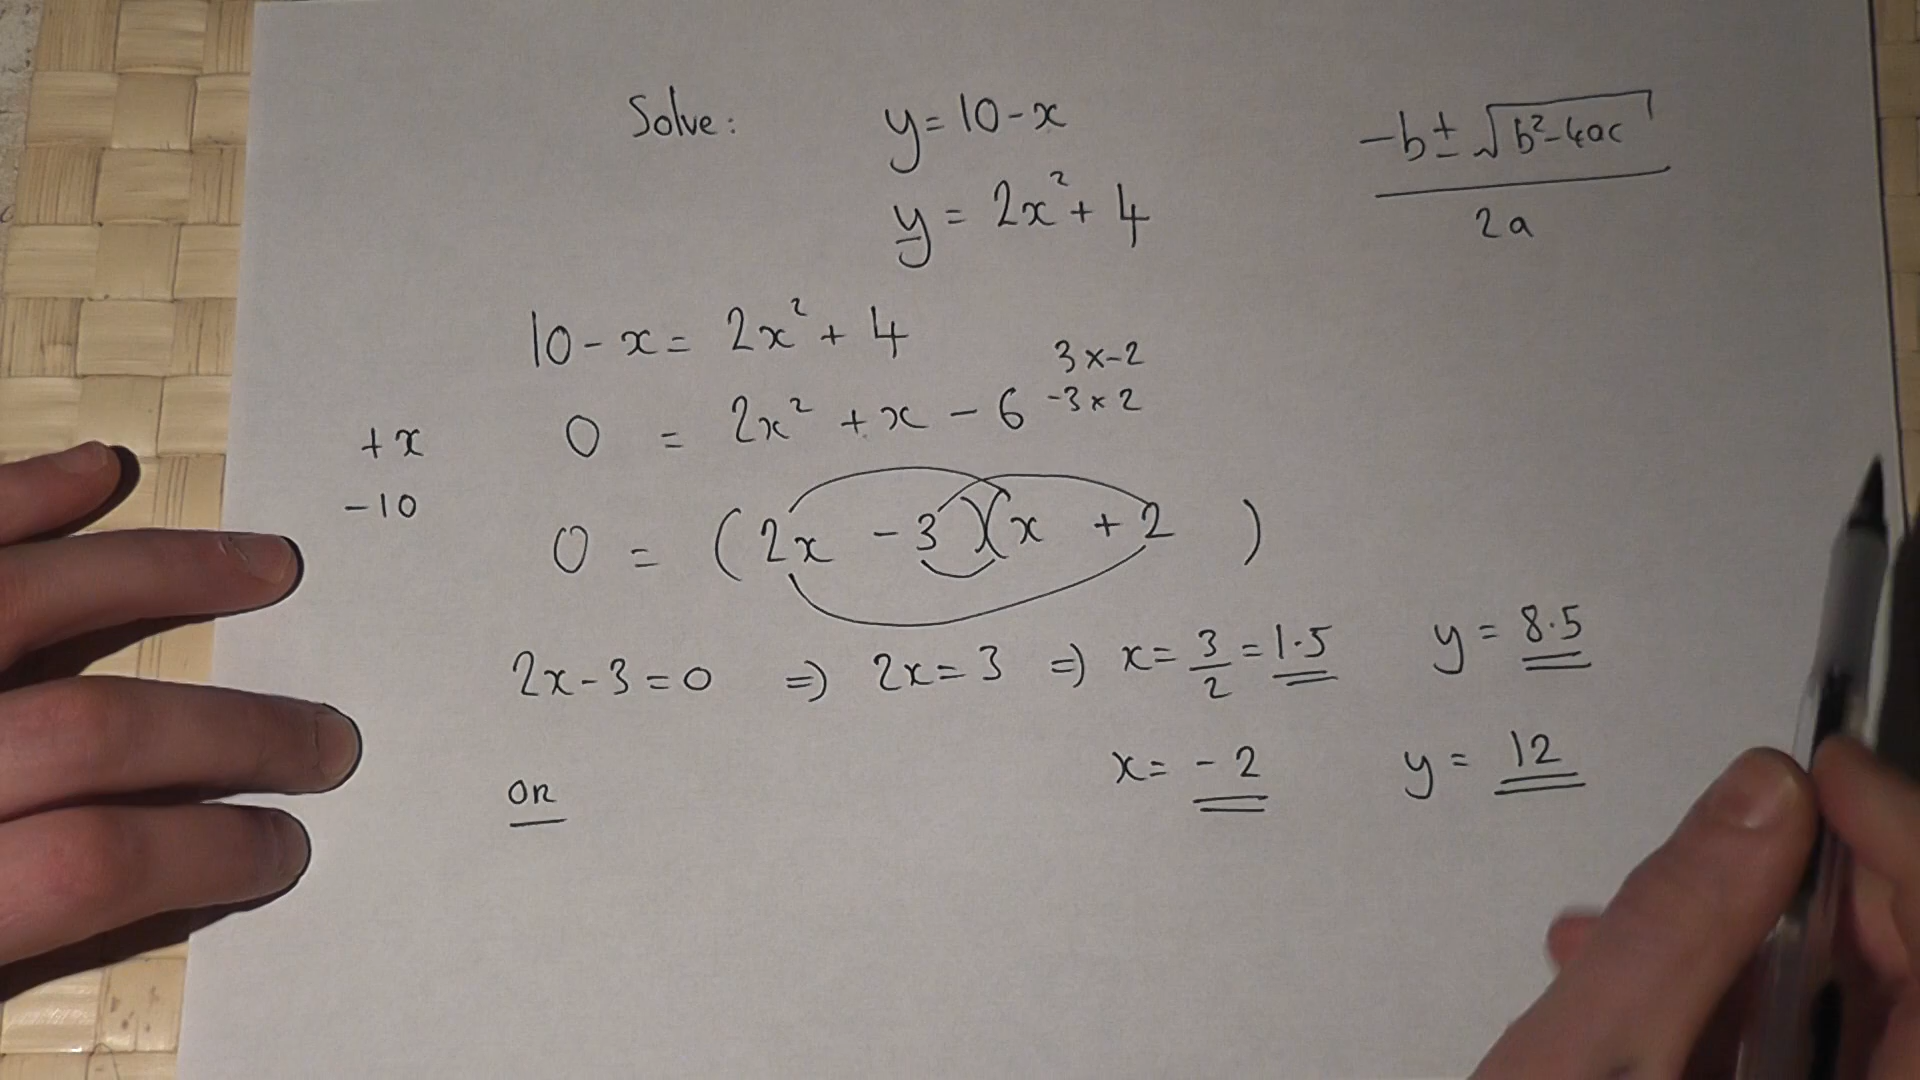 Solve: y = 10 - x
y = 2x² + 4
-b ± √b²-4ac
2a
10 - x = 2x² + 4
3 x -2
-3 x 2
+x 0 = 2x² + x - 6
-10
0 = (2x - 3)(x + 2)
2x - 3 = 0 ⇒ 2x = 3 ⇒ x = 3/2 = 1·5 y = 8·5
OR x = -2 y = 12